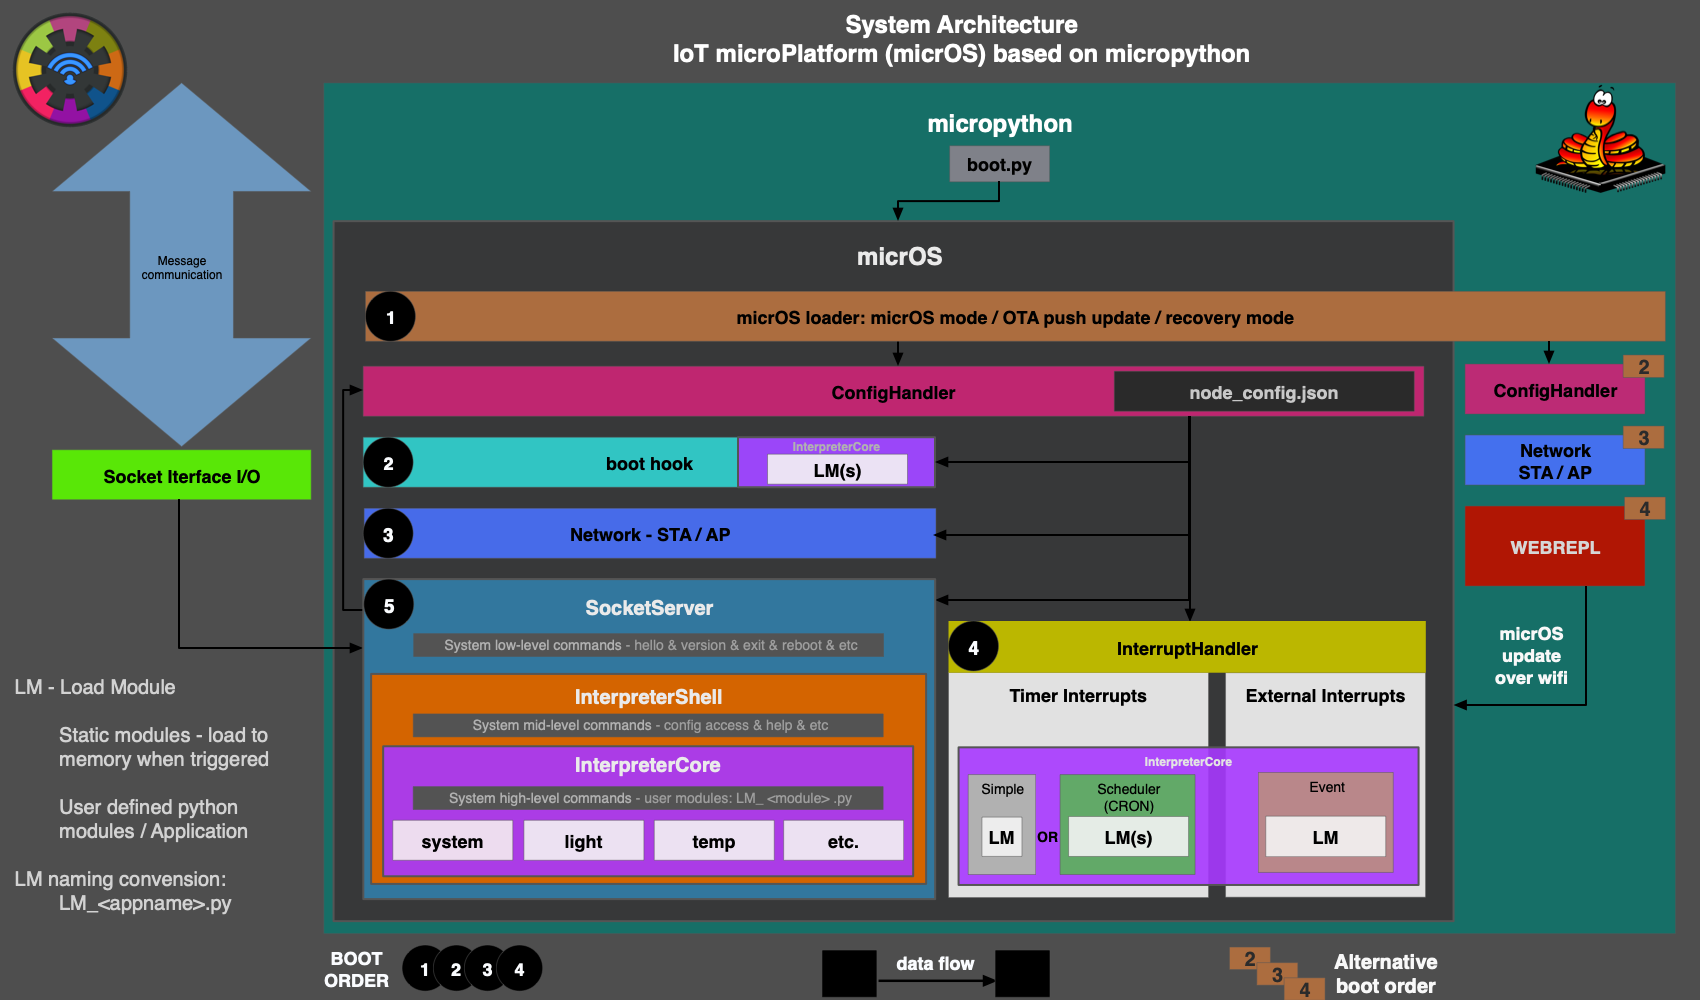 System Architecture
IoT microPlatform (micrOS) based on micropython
micropython
boot.py
Message
communication
micrOS
1
micrOS loader: micrOS mode / OTA push update / recovery mode
ConfigHandler
node_config.json
2
ConfigHandler
2
boot hook
InterpreterCore
LM(s)
3
Network
STA / AP
Socket Iterface I/O
3
Network - STA / AP
4
WEBREPL
5
SocketServer
System low-level commands - hello & version & exit & reboot & etc
4
InterruptHandler
micrOS
update
over wifi
LM - Load Module
Static modules - load to
memory when triggered
User defined python
modules / Application
LM naming convension:
LM_<appname>.py
InterpreterShell
System mid-level commands - config access & help & etc
InterpreterCore
System high-level commands - user modules: LM_ <module> .py
system
light
temp
etc.
Timer Interrupts
External Interrupts
InterpreterCore
Simple
LM
OR
Scheduler
(CRON)
LM(s)
Event
LM
BOOT
ORDER
1 2 3 4
data flow
2
3
4
Alternative
boot order